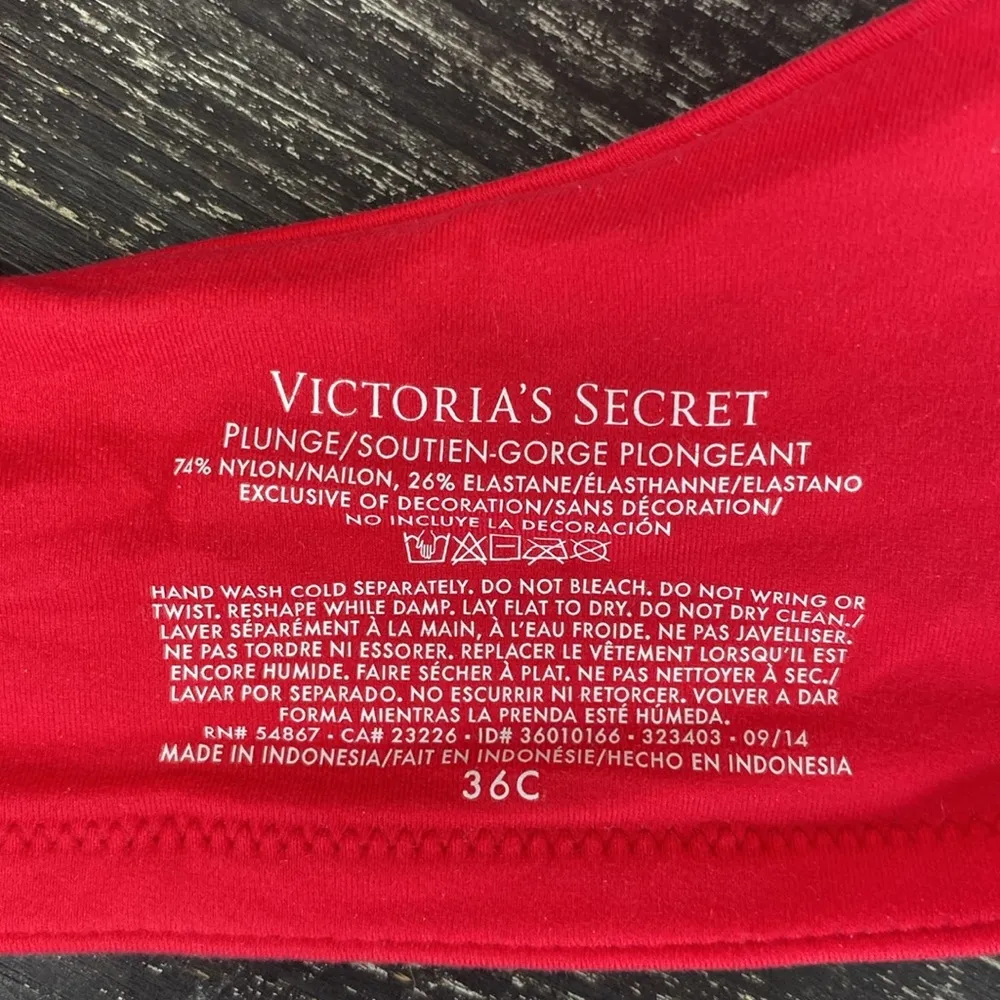 VICTORIA'S SECRET
PLUNGE/SOUTIEN-GORGE PLONGEANT
74% NYLON/NAILON, 26% ELASTANE/ÉLASTHANNE/ELASTANO
EXCLUSIVE OF DECORATION/SANS DÉCORATION/
NO INCLUYE LA DECORACIÓN
HAND WASH COLD SEPARATELY. DO NOT BLEACH. DO NOT WRING OR
TWIST. RESHAPE WHILE DAMP. LAY FLAT TO DRY. DO NOT DRY CLEAN./
LAVER SÉPARÉMENT À LA MAIN, À L'EAU FROIDE. NE PAS JAVELLISER.
NE PAS TORDRE NI ESSORER. REPLACER LE VÊTEMENT LORSQU'IL EST
ENCORE HUMIDE. FAIRE SÉCHER À PLAT. NE PAS NETTOYER À SEC./
LAVAR POR SEPARADO. NO ESCURRIR NI RETORCER. VOLVER A DAR
FORMA MIENTRAS LA PRENDA ESTÉ HÚMEDA.
RN# 54867 • CA# 23226 • ID# 36010166 • 323403 • 09/14
MADE IN INDONESIA/FAIT EN INDONÉSIE/HECHO EN INDONESIA
36C